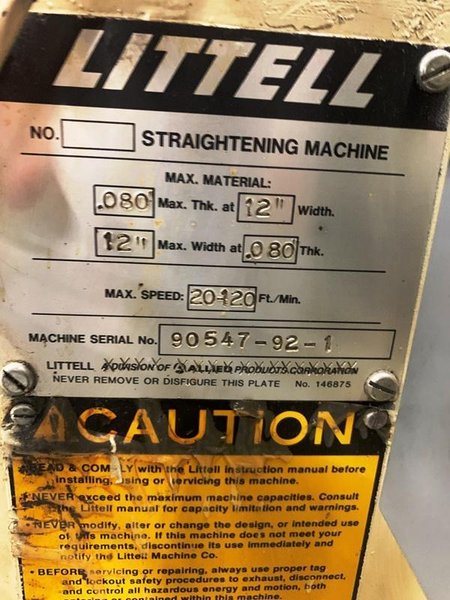 LITTELL
NO. STRAIGHTENING MACHINE
MAX. MATERIAL:
.080" Max. Thk. at 12" Width.
12" Max. Width at .080 Thk.
MAX. SPEED: 20-120 Ft./Min.
MACHINE SERIAL No. 90547-92-1
LITTELL A DIVISION OF ALLIED PRODUCTS CORPORATION
NEVER REMOVE OR DISFIGURE THIS PLATE No. 146875
CAUTION
READ & COMPLY with the Littell instruction manual before
installing, using or servicing this machine.
• NEVER exceed the maximum machine capacities. Consult
the Littell manual for capacity limitation and warnings.
• NEVER modify, alter or change the design, or intended use
of this machine. If this machine does not meet your
requirements, discontinue its use immediately and
notify the Littell Machine Co.
• BEFORE servicing or repairing, always use proper tag
and lockout safety procedures to exhaust, disconnect,
and control all hazardous energy and motion, both
entering or contained within this machine.